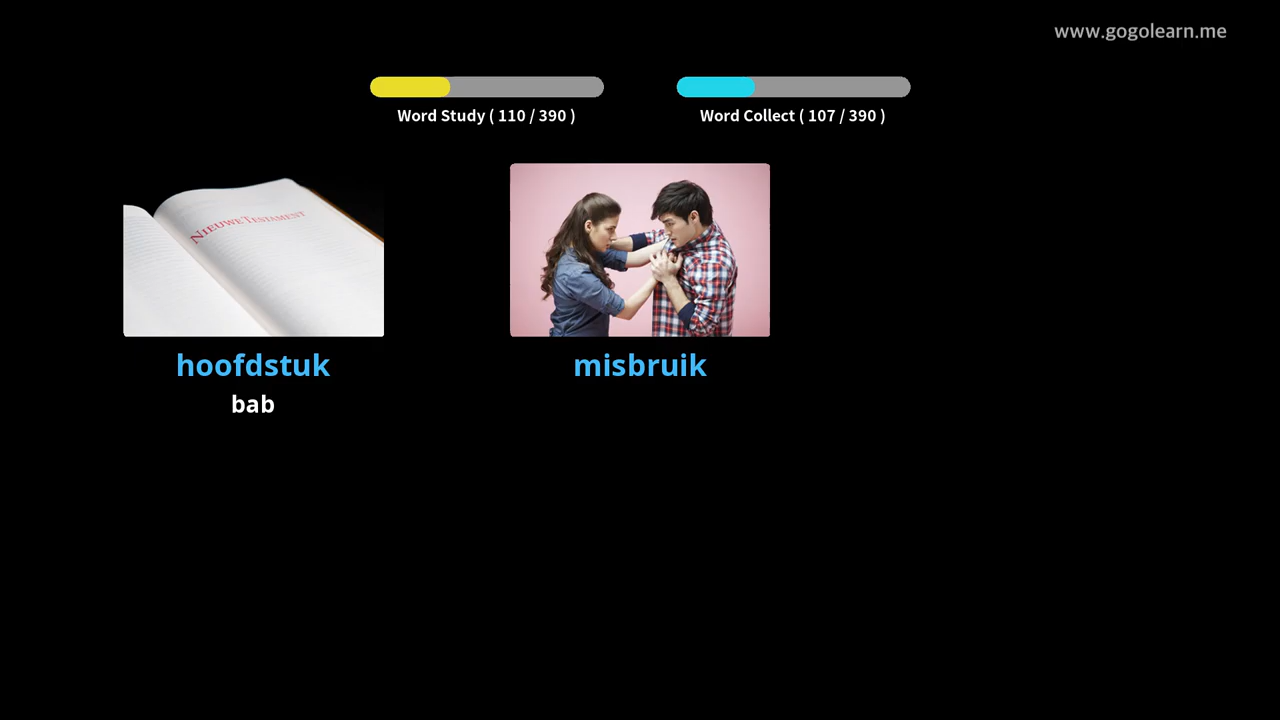 www.gogolearn.me
Word Study ( 110 / 390 )
Word Collect ( 107 / 390 )
NIEUWE TESTAMENT
hoofdstuk
misbruik
bab